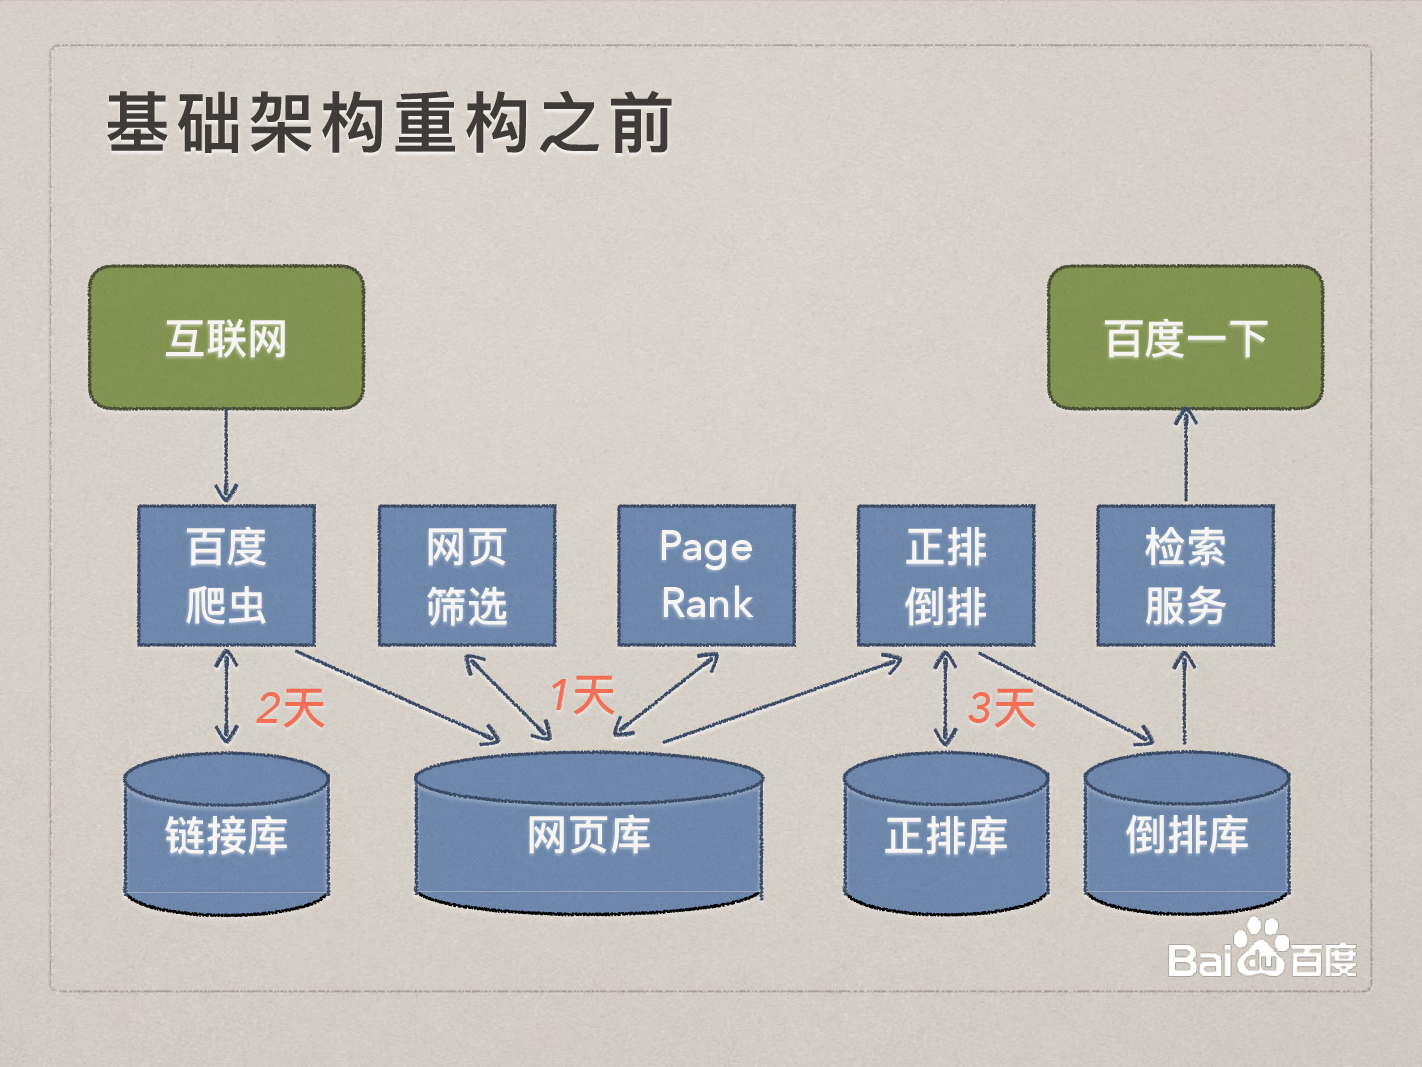 基础架构重构之前
互联网
百度一下
百度
爬虫
网页
筛选
Page
Rank
正排
倒排
检索
服务
2天
1天
3天
链接库
网页库
正排库
倒排库
Bai du 百度